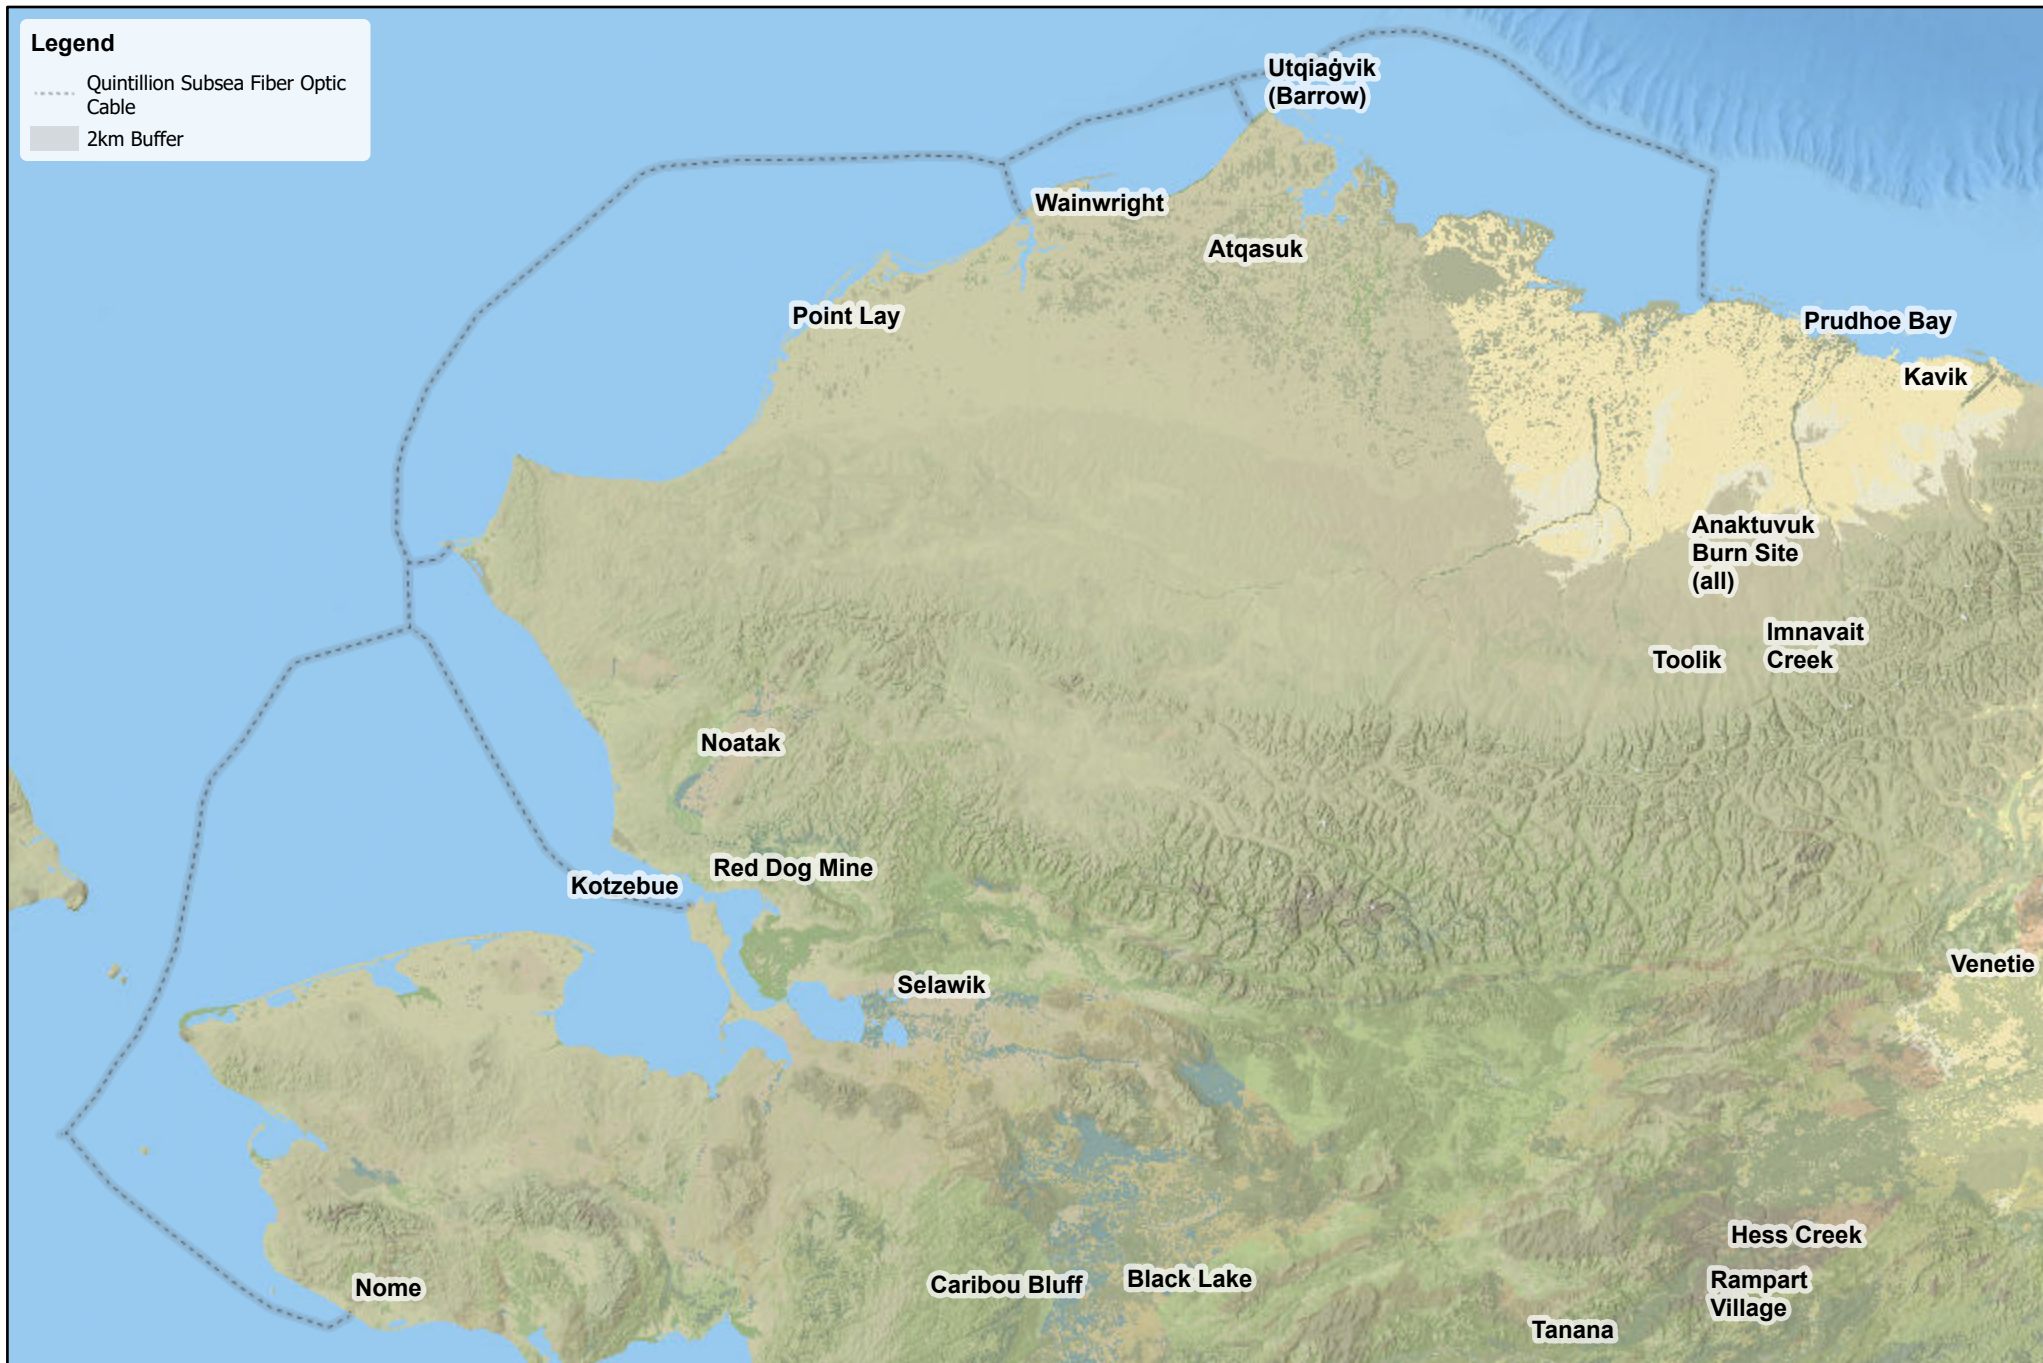 Legend
Quintillion Subsea Fiber Optic
Cable
2km Buffer
Utqiaġvik
(Barrow)
Wainwright
Atqasuk
Point Lay
Prudhoe Bay
Kavik
Anaktuvuk
Burn Site
(all)
Imnavait
Creek
Toolik
Noatak
Red Dog Mine
Kotzebue
Venetie
Selawik
Hess Creek
Nome
Caribou Bluff
Black Lake
Rampart
Village
Tanana